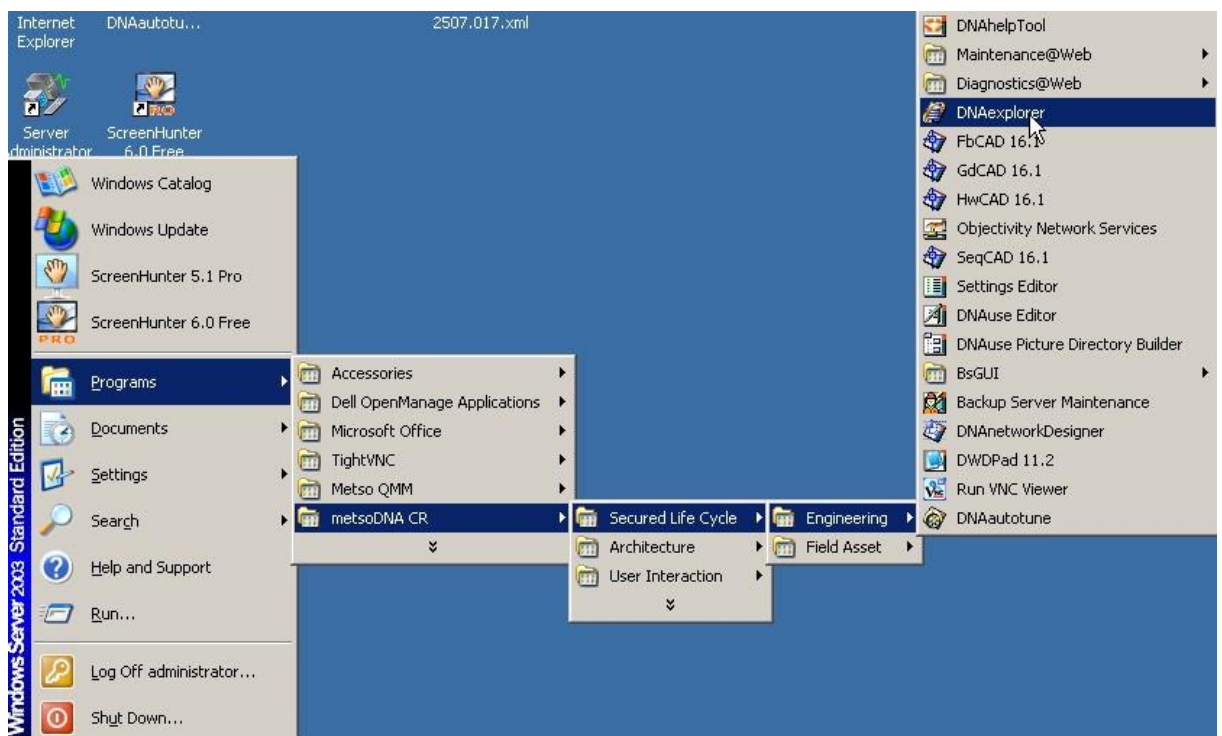 Internet
Explorer
DNAautotu...
2507.017.xml
Server
dministrator
ScreenHunter
6.0 Free
PRO
Windows Server 2003 Standard Edition
Windows Catalog
Windows Update
ScreenHunter 5.1 Pro
ScreenHunter 6.0 Free
PRO
Programs
Documents
Settings
Search
Help and Support
Run...
Log Off administrator...
Shut Down...
Accessories
Dell OpenManage Applications
Microsoft Office
TightVNC
Metso QMM
metsoDNA CR
Secured Life Cycle
Architecture
User Interaction
Engineering
Field Asset
DNAhelpTool
Maintenance@Web
Diagnostics@Web
DNAexplorer
FbCAD 16.1
GdCAD 16.1
HwCAD 16.1
Objectivity Network Services
SeqCAD 16.1
Settings Editor
DNAuse Editor
DNAuse Picture Directory Builder
BsGUI
Backup Server Maintenance
DNAnetworkDesigner
DWDPad 11.2
Run VNC Viewer
DNAautotune